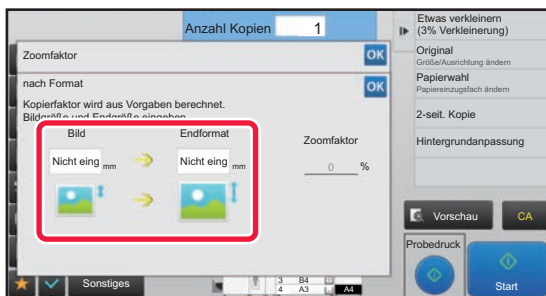 Anzahl Kopien 1
Zoomfaktor OK
nach Format OK
Kopierfaktor wird aus Vorgaben berechnet.
Bildgröße und Endgröße eingeben
Bild Endformat
Zoomfaktor
Nicht eing mm Nicht eing mm
0 %
Sonstiges
3 B4
4 A3 A4
Etwas verkleinern
(3% Verkleinerung)
Original
Größe/Ausrichtung ändern
Papierwahl
Papiereinzugsfach ändern
2-seit. Kopie
Hintergrundanpassung
Vorschau CA
Probedruck
Start